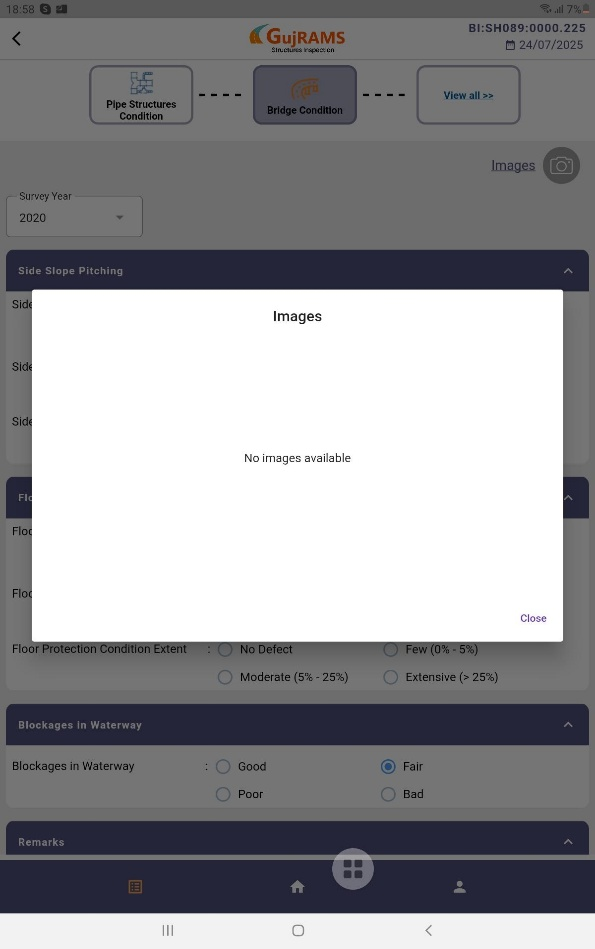 18:58
7%
BI:SH089:0000.225
GujRAMS
Structures Inspection
24/07/2025
Pipe Structures
Condition
Bridge Condition
View all >>
Images
Survey Year
2020
Side Slope Pitching
Side
Images
Side
Side
No images available
Floo
Floo
Close
Floor Protection Condition Extent : No Defect Few (0% - 5%)
Moderate (5% - 25%) Extensive (> 25%)
Blockages in Waterway
Blockages in Waterway : Good Fair
Poor Bad
Remarks